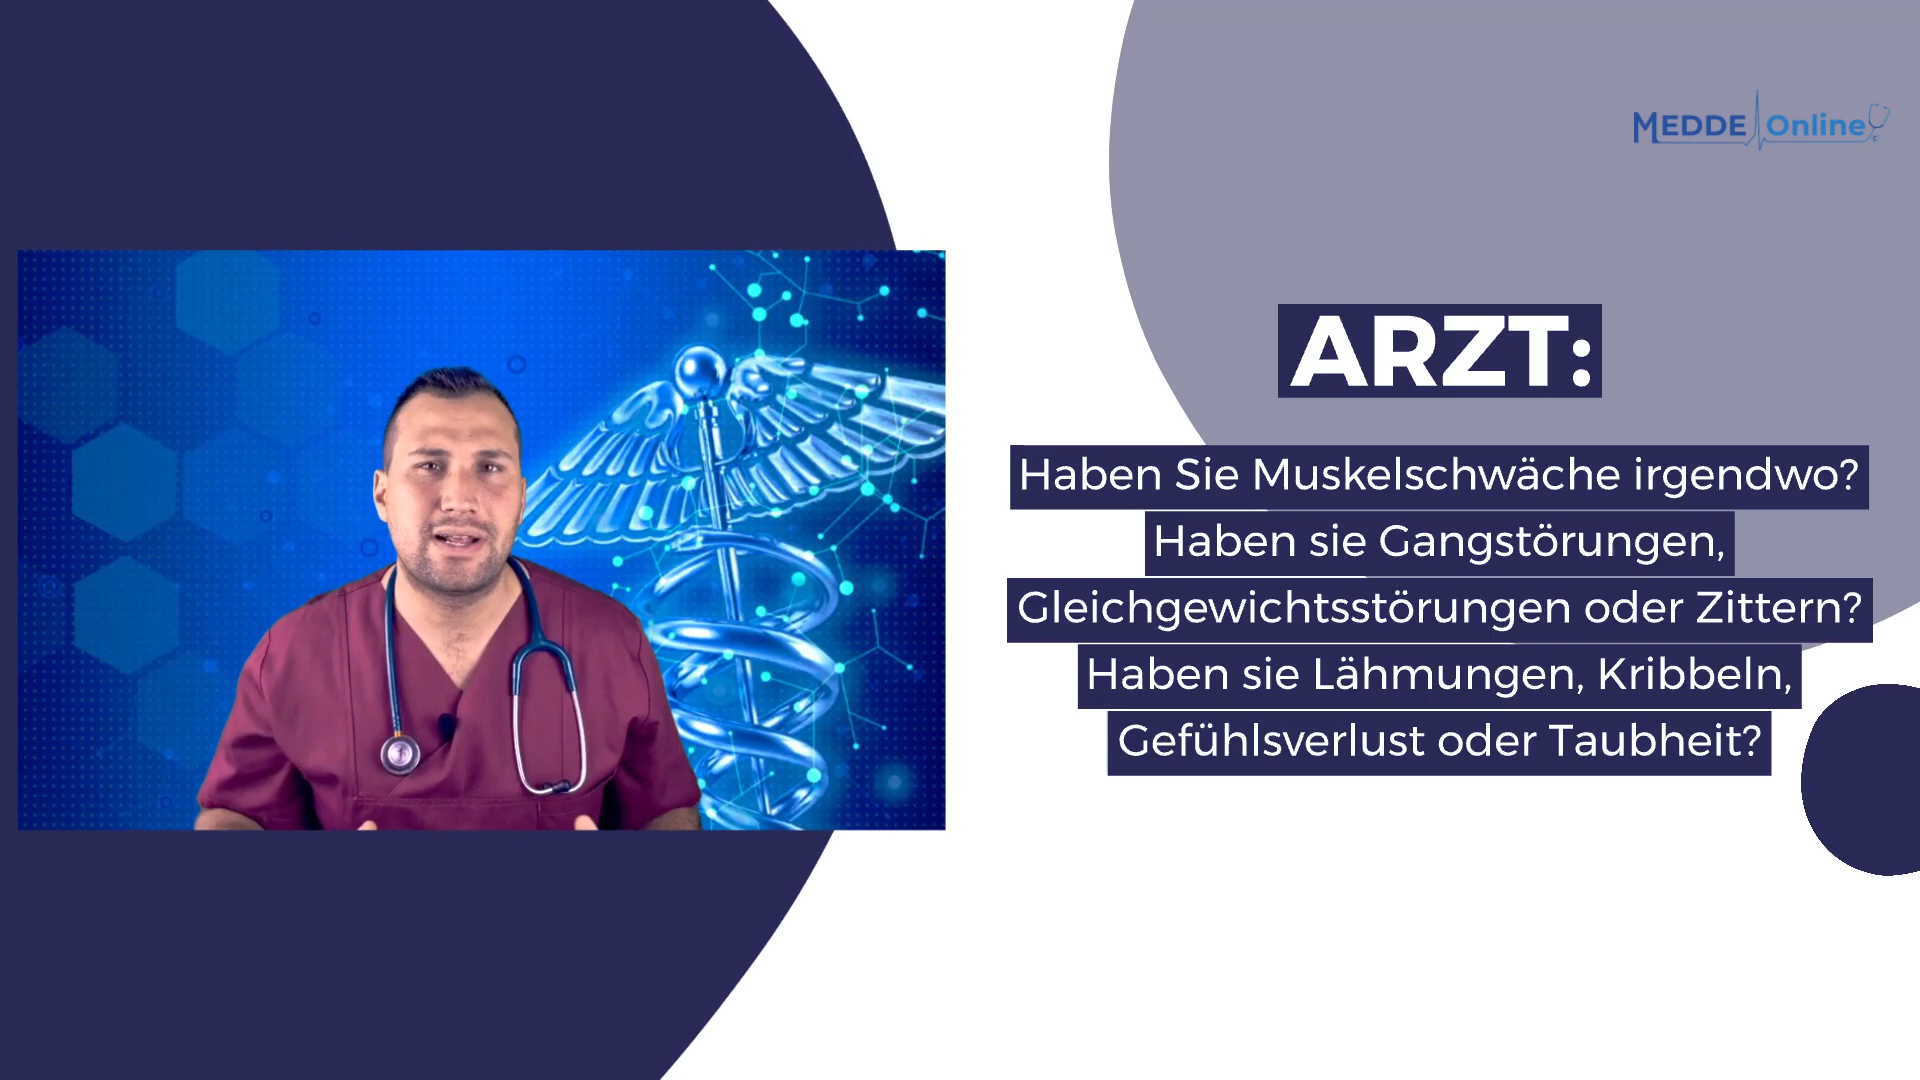 MEDDE Online
ARZT:
Haben Sie Muskelschwäche irgendwo?
Haben sie Gangstörungen,
Gleichgewichtsstörungen oder Zittern?
Haben sie Lähmungen, Kribbeln,
Gefühlsverlust oder Taubheit?